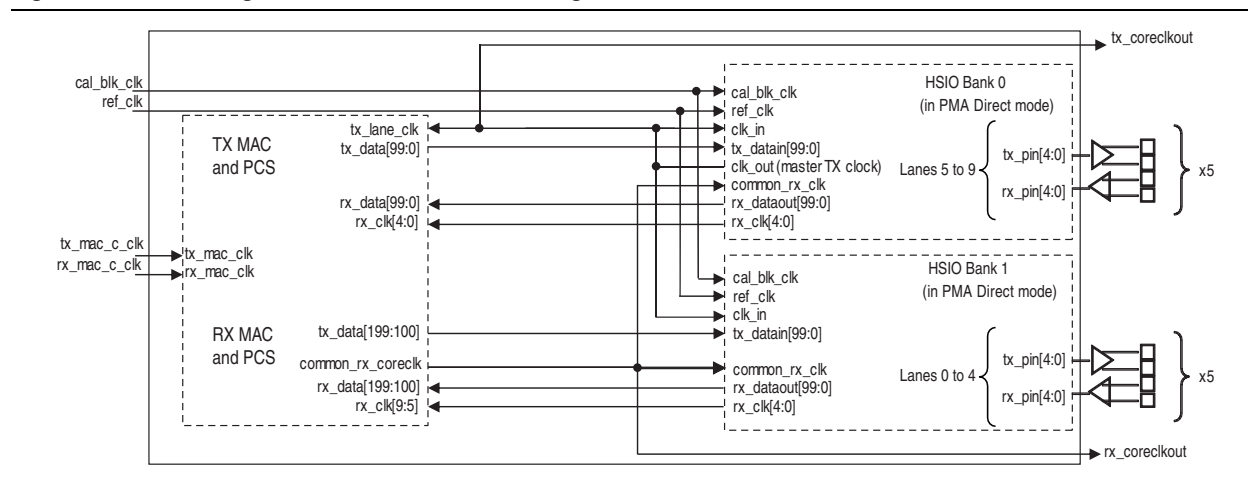 tx_coreclkout
cal_blk_clk
ref_clk
TX MAC
and PCS
tx_lane_clk
tx_data[99:0]
rx_data[99:0]
rx_clk[4:0]
tx_mac_c_clk
rx_mac_c_clk
tx_mac_clk
rx_mac_clk
RX MAC
and PCS
tx_data[199:100]
common_rx_coreclk
rx_data[199:100]
rx_clk[9:5]
HSIO Bank 0
(in PMA Direct mode)
cal_blk_clk
ref_clk
clk_in
tx_datain[99:0]
clk_out (master TX clock)
common_rx_clk
rx_dataout[99:0]
rx_clk[4:0]
Lanes 5 to 9
tx_pin[4:0]
rx_pin[4:0]
x5
HSIO Bank 1
(in PMA Direct mode)
cal_blk_clk
ref_clk
clk_in
tx_datain[99:0]
common_rx_clk
rx_dataout[99:0]
rx_clk[4:0]
Lanes 0 to 4
tx_pin[4:0]
rx_pin[4:0]
x5
rx_coreclkout